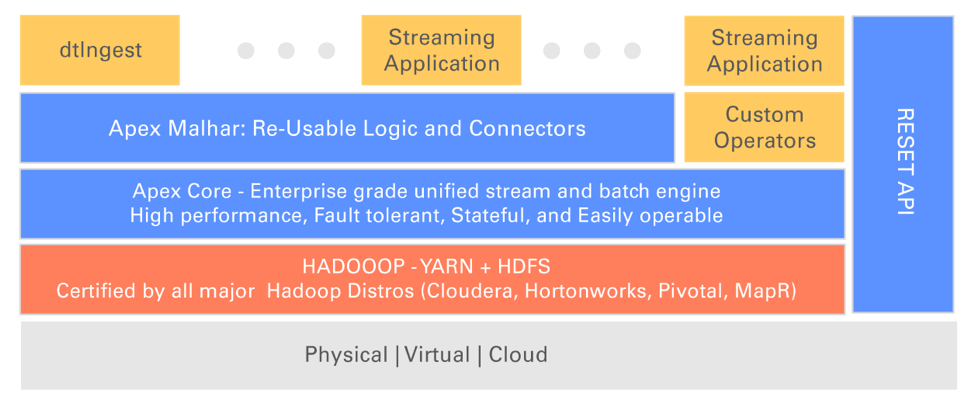 dtIngest
Streaming
Application
Streaming
Application
Apex Malhar: Re-Usable Logic and Connectors
Custom
Operators
RESET API
Apex Core - Enterprise grade unified stream and batch engine
High performance, Fault tolerant, Stateful, and Easily operable
HADOOOP - YARN + HDFS
Certified by all major Hadoop Distros (Cloudera, Hortonworks, Pivotal, MapR)
Physical | Virtual | Cloud